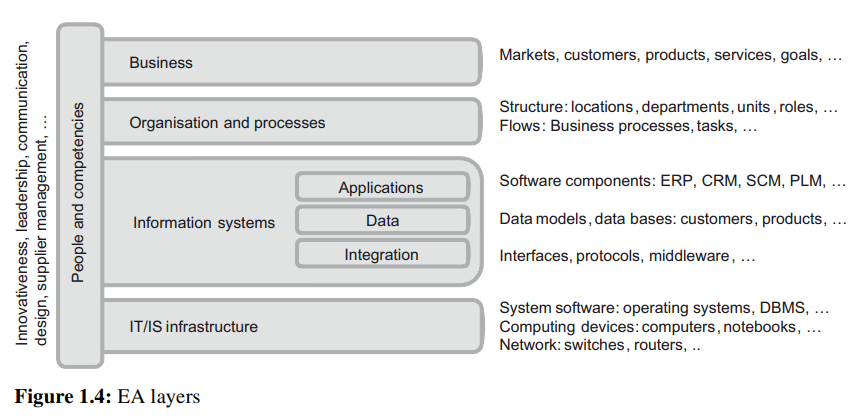 Innovativeness, leadership, communication,
design, supplier management, …
People and competencies
Business
Markets, customers, products, services, goals, …
Organisation and processes
Structure: locations, departments, units, roles, …
Flows: Business processes, tasks, …
Information systems
Applications
Software components: ERP, CRM, SCM, PLM, …
Data
Data models, data bases: customers, products, …
Integration
Interfaces, protocols, middleware, …
IT/IS infrastructure
System software: operating systems, DBMS, …
Computing devices: computers, notebooks, …
Network: switches, routers, ..
Figure 1.4: EA layers